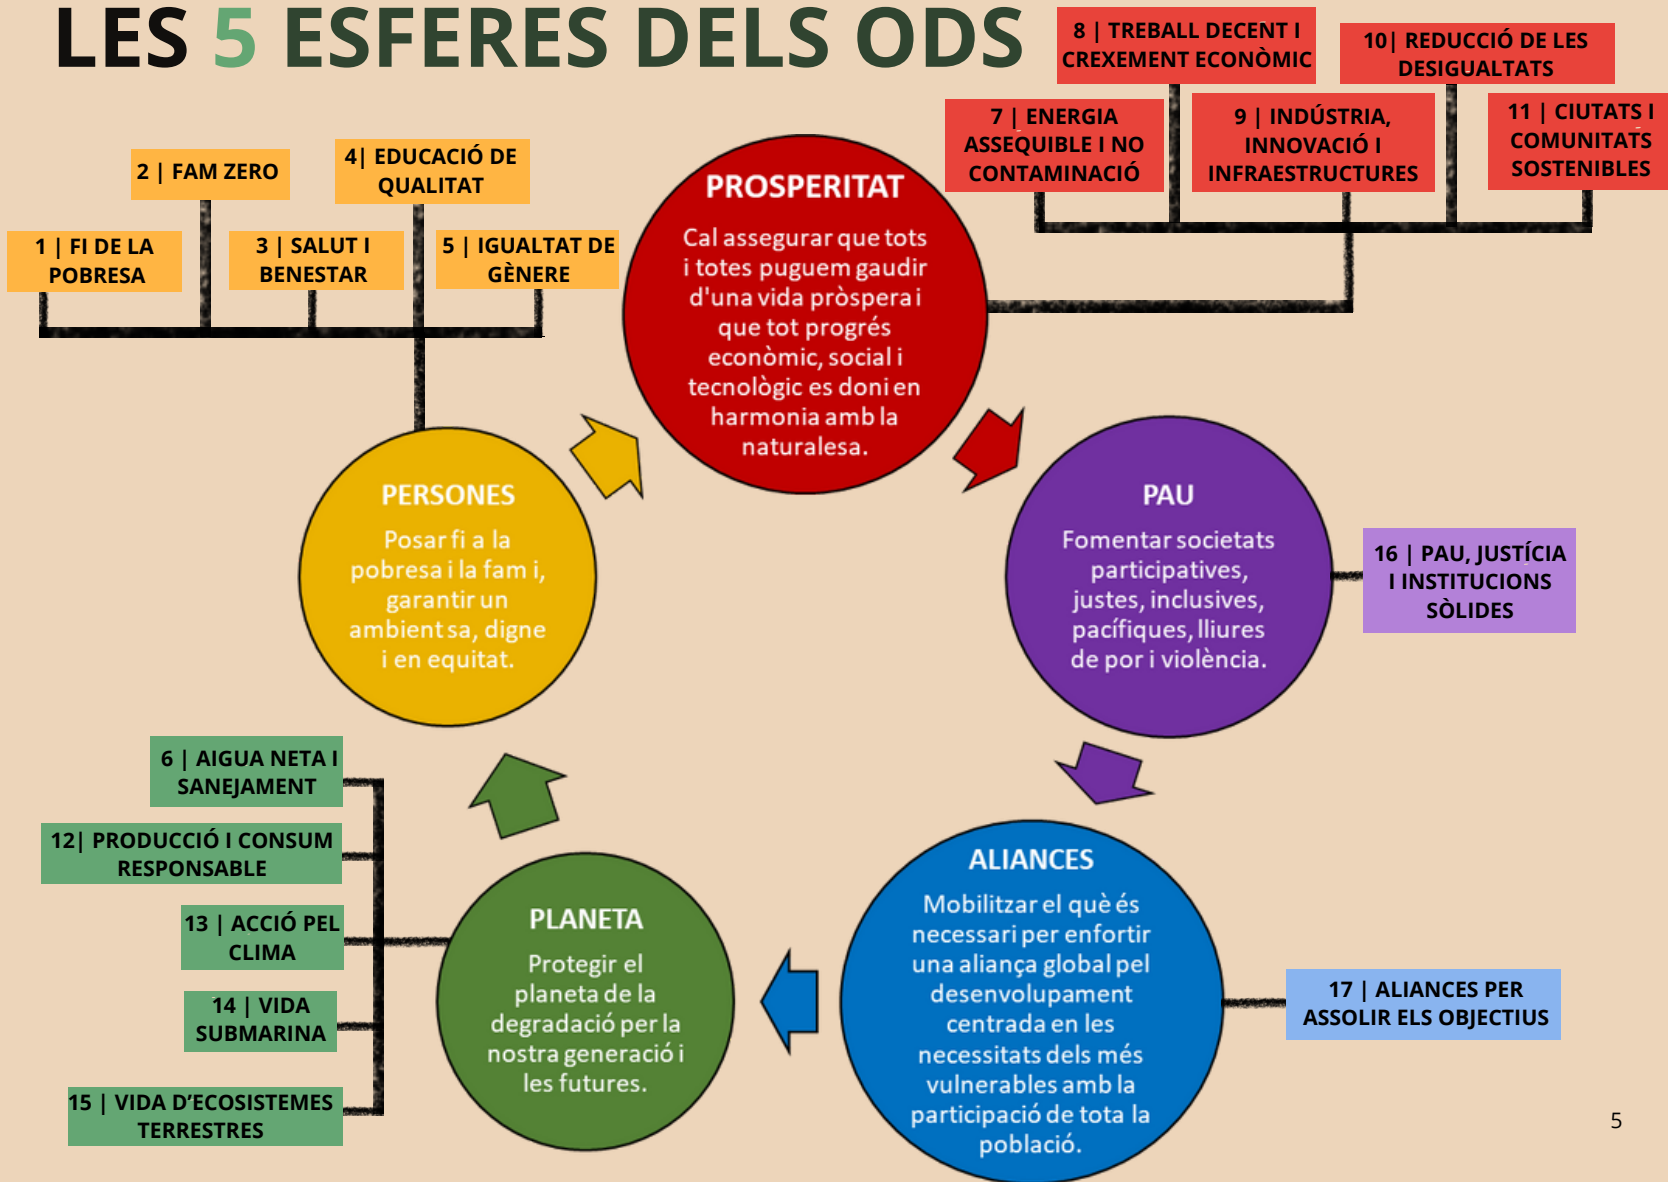 LES 5 ESFERES DELS ODS
8 | TREBALL DECENT I
CREXEMENT ECONÒMIC
10| REDUCCIÓ DE LES
DESIGUALTATS
7 | ENERGIA
ASSEQUIBLE I NO
CONTAMINACIÓ
9 | INDÚSTRIA,
INNOVACIÓ I
INFRAESTRUCTURES
11 | CIUTATS I
COMUNITATS
SOSTENIBLES
2 | FAM ZERO
4| EDUCACIÓ DE
QUALITAT
1 | FI DE LA
POBRESA
3 | SALUT I
BENESTAR
5 | IGUALTAT DE
GÈNERE
PROSPERITAT
Cal assegurar que tots
i totes puguem gaudir
d'una vida pròspera i
que tot progrés
econòmic, social i
tecnològic es doni en
harmonia amb la
naturalesa.
PERSONES
Posar fi a la
pobresa i la fam i,
garantir un
ambient sa, digne
i en equitat.
PAU
Fomentar societats
participatives,
justes, inclusives,
pacífiques, lliures
de por i violència.
16 | PAU, JUSTÍCIA
I INSTITUCIONS
SÒLIDES
6 | AIGUA NETA I
SANEJAMENT
12| PRODUCCIÓ I CONSUM
RESPONSABLE
13 | ACCIÓ PEL
CLIMA
14 | VIDA
SUBMARINA
15 | VIDA D’ECOSISTEMES
TERRESTRES
PLANETA
Protegir el
planeta de la
degradació per la
nostra generació i
les futures.
ALIANCES
Mobilitzar el què és
necessari per enfortir
una aliança global pel
desenvolupament
centrada en les
necessitats dels més
vulnerables amb la
participació de tota la
població.
17 | ALIANCES PER
ASSOLIR ELS OBJECTIUS
5